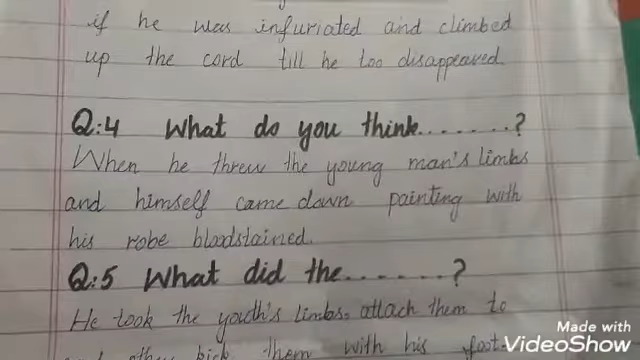 if he was infuriated and climbed
up the cord till he too disappeared.
Q:4 What do you think.......?
When he threw the young man's limbs
and himself came down painting with
his robe bloodstained.
Q:5 What did the.......?
He took the youth's limbs, attach them to
them with his foot.
Made with
VideoShow